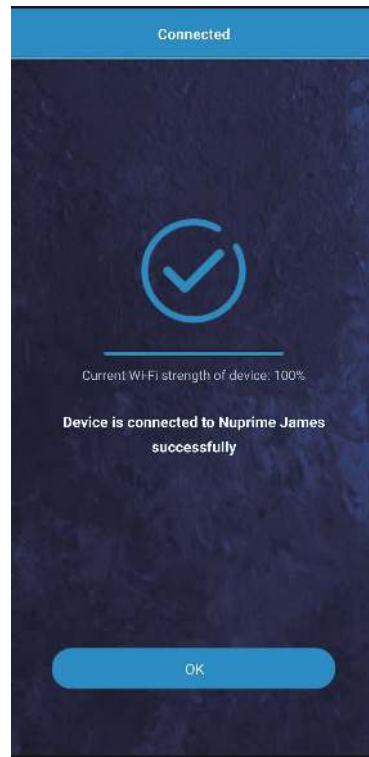 Connected
Current Wi-Fi strength of device: 100%
Device is connected to Nuprime James
successfully
OK